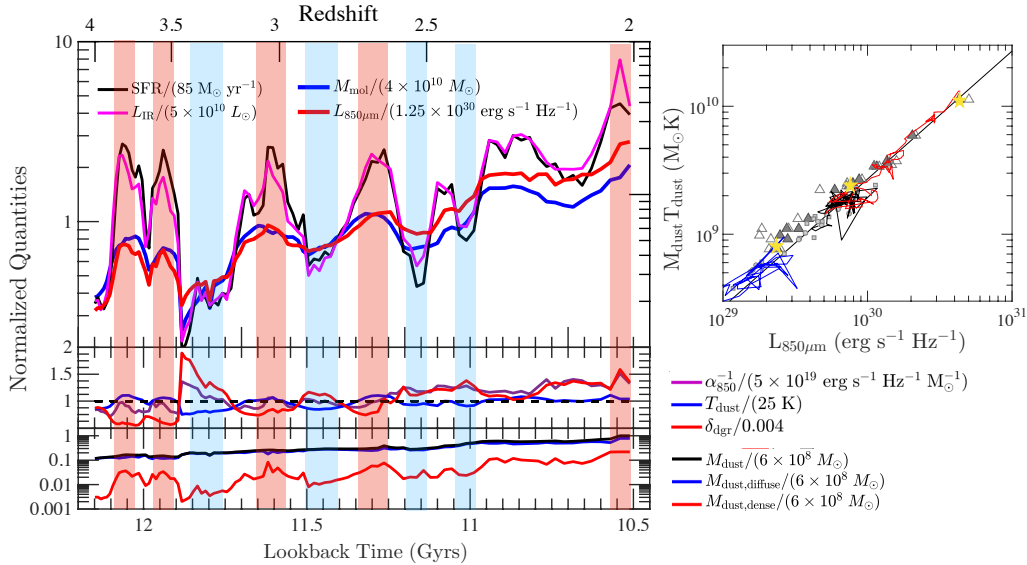 Redshift
4 3.5 3 2.5 2
10
1
2
1.5
1
1
0.1
0.01
0.001
Normalized Quantities
SFR/(85 M⊙ yr⁻¹)
L_IR/(5 × 10¹⁰ L⊙)
M_mol/(4 × 10¹⁰ M⊙)
L_850μm/(1.25 × 10³⁰ erg s⁻¹ Hz⁻¹)
12 11.5 11 10.5
Lookback Time (Gyrs)
M_dust T_dust (M⊙K)
10¹⁰
10⁹
10²⁹ 10³⁰ 10³¹
L_850μm (erg s⁻¹ Hz⁻¹)
α₈₅₀⁻¹/(5 × 10¹⁹ erg s⁻¹ Hz⁻¹ M⊙⁻¹)
T_dust/(25 K)
δ_dgr/0.004
M_dust/(6 × 10⁸ M⊙)
M_dust,diffuse/(6 × 10⁸ M⊙)
M_dust,dense/(6 × 10⁸ M⊙)